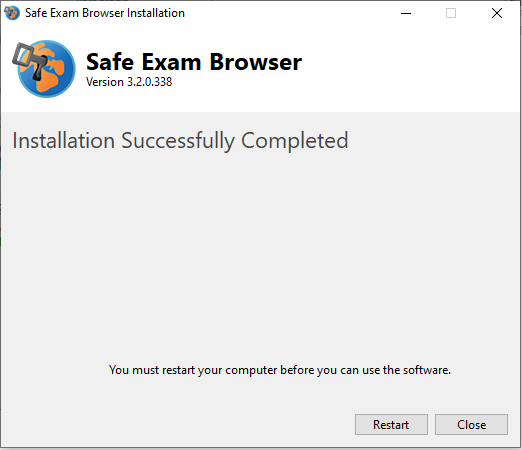 Safe Exam Browser Installation
Safe Exam Browser
Version 3.2.0.338
Installation Successfully Completed
You must restart your computer before you can use the software.
Restart
Close